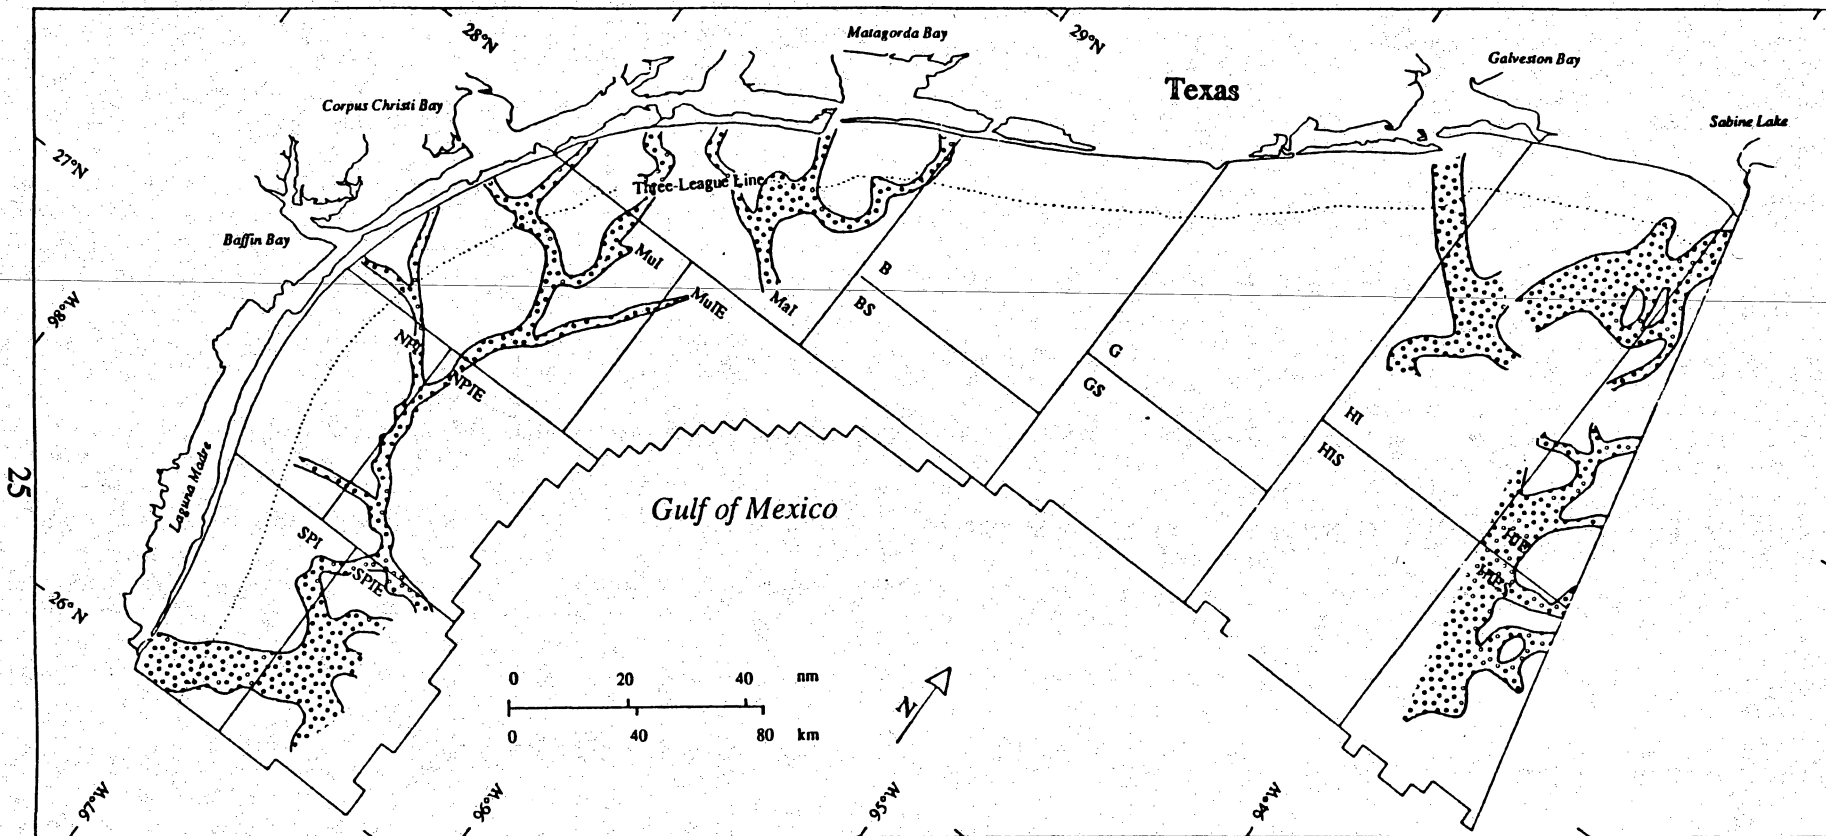 28°N
Matagorda Bay
29°N
Galveston Bay
Texas
Corpus Christi Bay
Sabine Lake
27°N
Three-League Line
Baffin Bay
MuI
B
MuIE
MaI
BS
98°W
NPI
G
NPIE
GS
HI
HIS
Laguna Madre
25
Gulf of Mexico
SPI
HIE
SPIE
26°N
0 20 40 nm
N
0 40 80 km
97°W
96°W
95°W
94°W